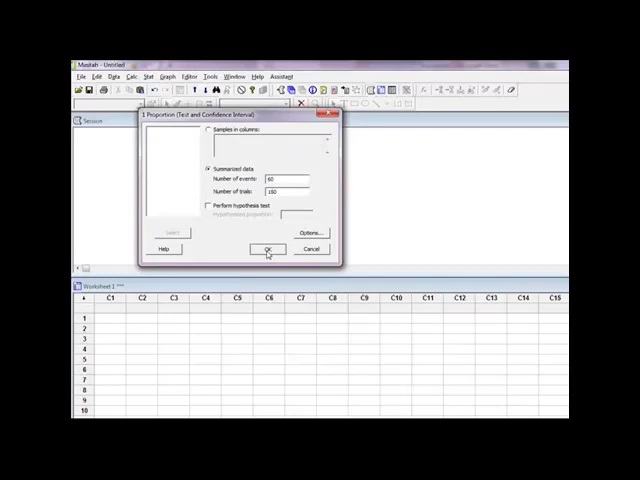 Minitab - Untitled
File Edit Data Calc Stat Graph Editor Tools Window Help Assistant
Session
1 Proportion (Test and Confidence Interval)
Samples in columns:
Summarized data
Number of events: 60
Number of trials: 150
Perform hypothesis test
Hypothesized proportion:
Select
Options...
Help
OK
Cancel
Worksheet 1 ***
C1 C2 C3 C4 C5 C6 C7 C8 C9 C10 C11 C12 C13 C14 C15
1
2
3
4
5
6
7
8
9
10